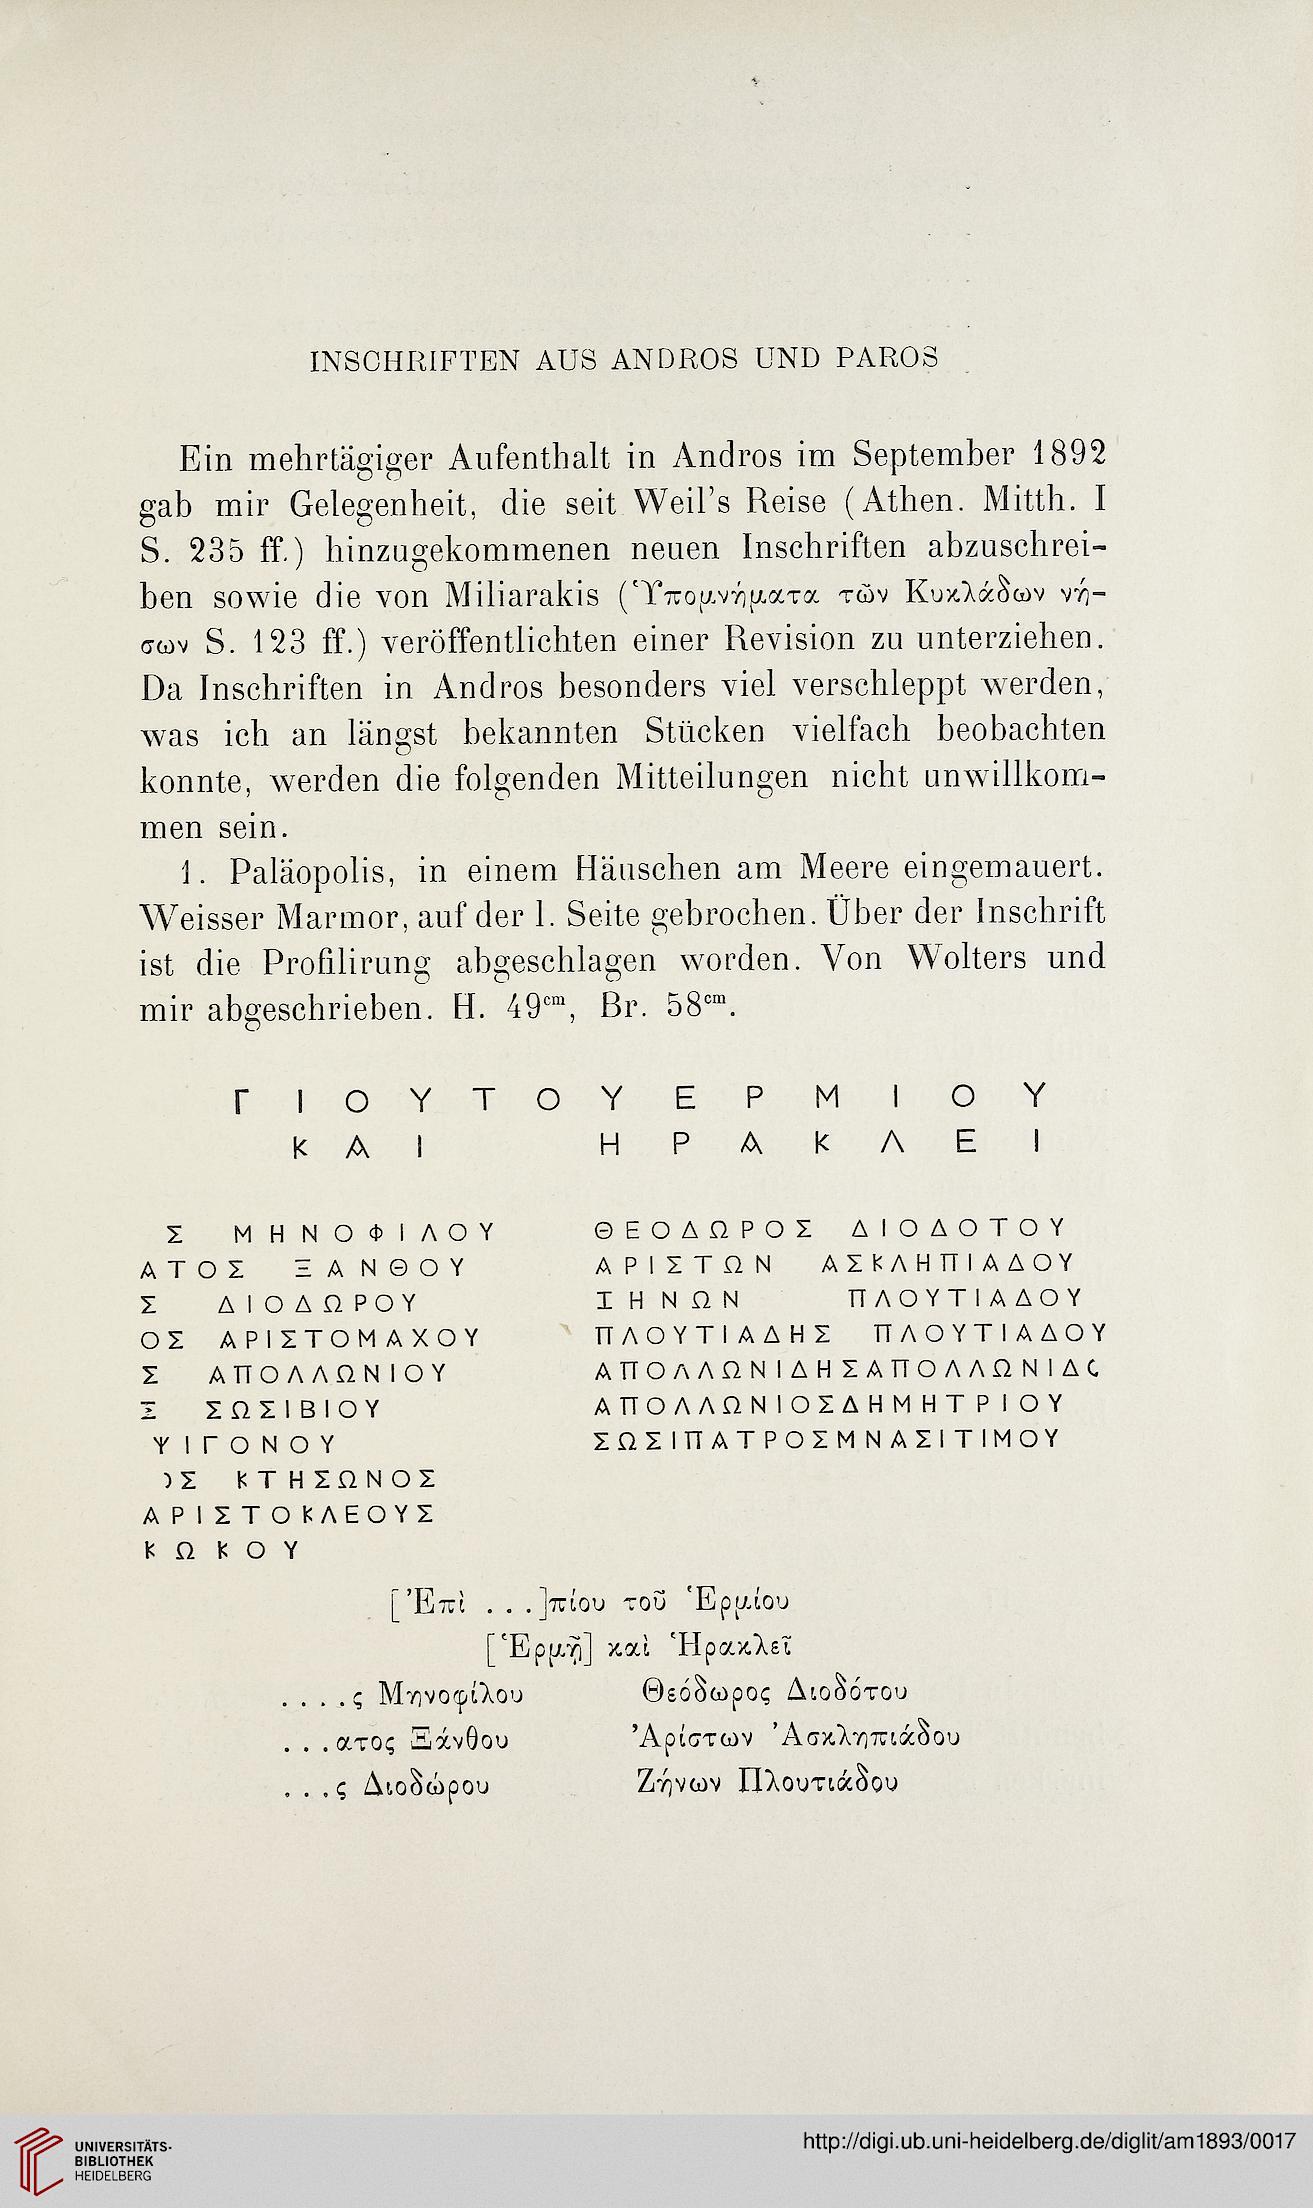 INSCHRIFTEN AUS ANDROS UND PAROS
Ein mehrtägiger Aufenthalt in Andros im September 1892
gab mir Gelegenheit, die seit Weil's Reise (Athen. Mitth. I
S. 235 ff.) hinzugekommenen neuen Inschriften abzuschrei-
ben sowie die von Miliarakis (Ὑπομνήματα τῶν Κυκλάδων νή-
σων S. 123 ff.) veröffentlichten einer Revision zu unterziehen.
Da Inschriften in Andros besonders viel verschleppt werden,
was ich an längst bekannten Stücken vielfach beobachten
konnte, werden die folgenden Mitteilungen nicht unwillkom-
men sein.
1. Paläopolis, in einem Häuschen am Meere eingemauert.
Weisser Marmor, auf der l. Seite gebrochen. Über der Inschrift
ist die Profilirung abgeschlagen worden. Von Wolters und
mir abgeschrieben. H. 49cm, Br. 58cm.
Γ Ι Ο Υ Τ Ο Υ Ε Ρ Μ Ι Ο Υ
Κ Α Ι Η Ρ Α Κ Λ Ε Ι
Σ ΜΗΝΟΦΙΛΟΥ
ΑΤΟΣ ΞΑΝΘΟΥ
Σ ΔΙΟΔΩΡΟΥ
ΟΣ ΑΡΙΣΤΟΜΑΧΟΥ
Σ ΑΠΟΛΛΩΝΙΟΥ
Σ ΣΩΣΙΒΙΟΥ
ΥΙΓΟΝΟΥ
ΟΣ ΚΤΗΣΩΝΟΣ
ΑΡΙΣΤΟΚΛΕΟΥΣ
ΚΩΚΟΥ
ΘΕΟΔΩΡΟΣ ΔΙΟΔΟΤΟΥ
ΑΡΙΣΤΩΝ ΑΣΚΛΗΠΙΑΔΟΥ
ΙΗΝΩΝ ΠΛΟΥΤΙΑΔΟΥ
ΠΛΟΥΤΙΑΔΗΣ ΠΛΟΥΤΙΑΔΟΥ
ΑΠΟΛΛΩΝΙΔΗΣΑΠΟΛΛΩΝΙΔC
ΑΠΟΛΛΩΝΙΟΣΔΗΜΗΤΡΙΟΥ
ΣΩΣΙΠΑΤΡΟΣΜΝΑΣΙΤΙΜΟΥ
[Ἐπὶ ...]πίου τοῦ Ἑρμίου
[Ἑρμῇ] καὶ Ἡρακλεῖ
....ς Μηνοφίλου Θεόδωρος Διοδότου
...ατος Ξάνθου Ἀρίστων Ἀσκληπιάδου
...ς Διοδώρου Ζήνων Πλουτιάδου
UNIVERSITÄTS-
BIBLIOTHEK
HEIDELBERG
http://digi.ub.uni-heidelberg.de/diglit/am1893/0017